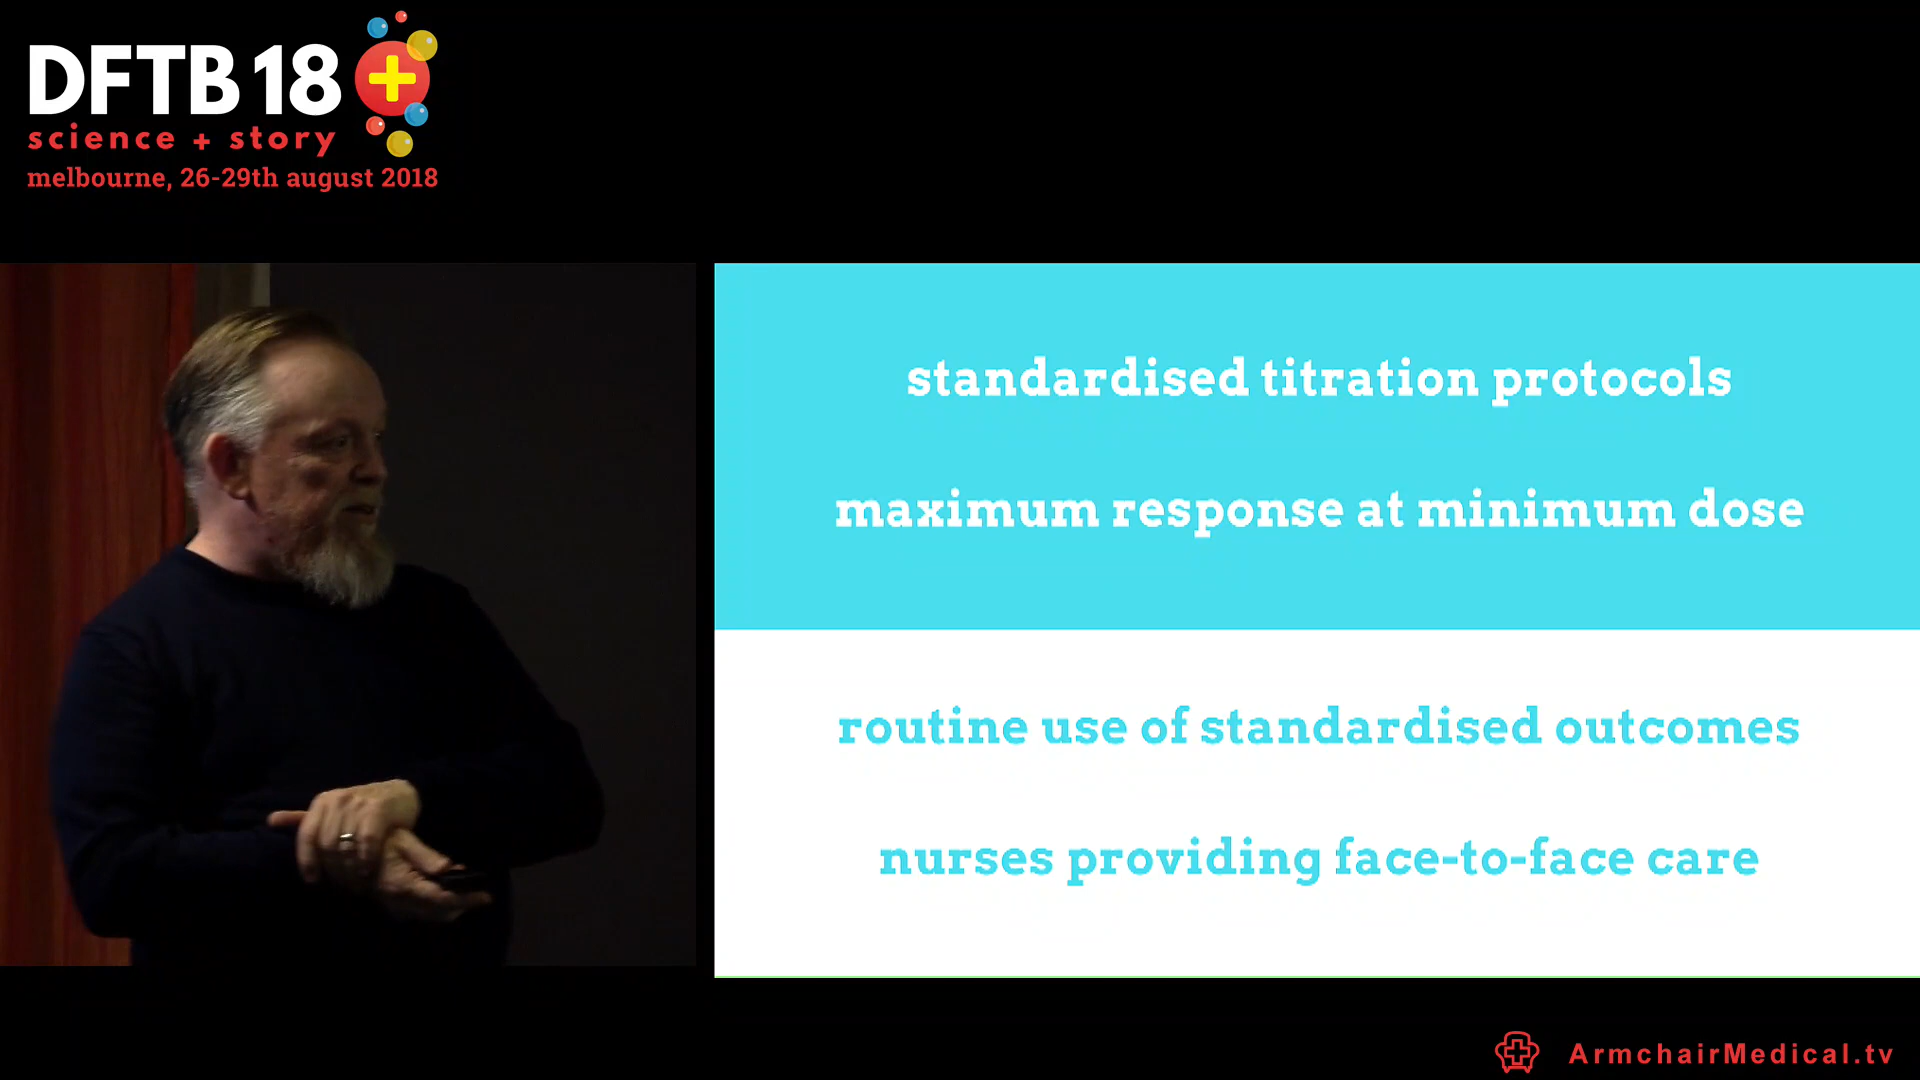 DFTB 18
science + story
melbourne, 26-29th august 2018
standardised titration protocols
maximum response at minimum dose
routine use of standardised outcomes
nurses providing face-to-face care
ArmchairMedical.tv